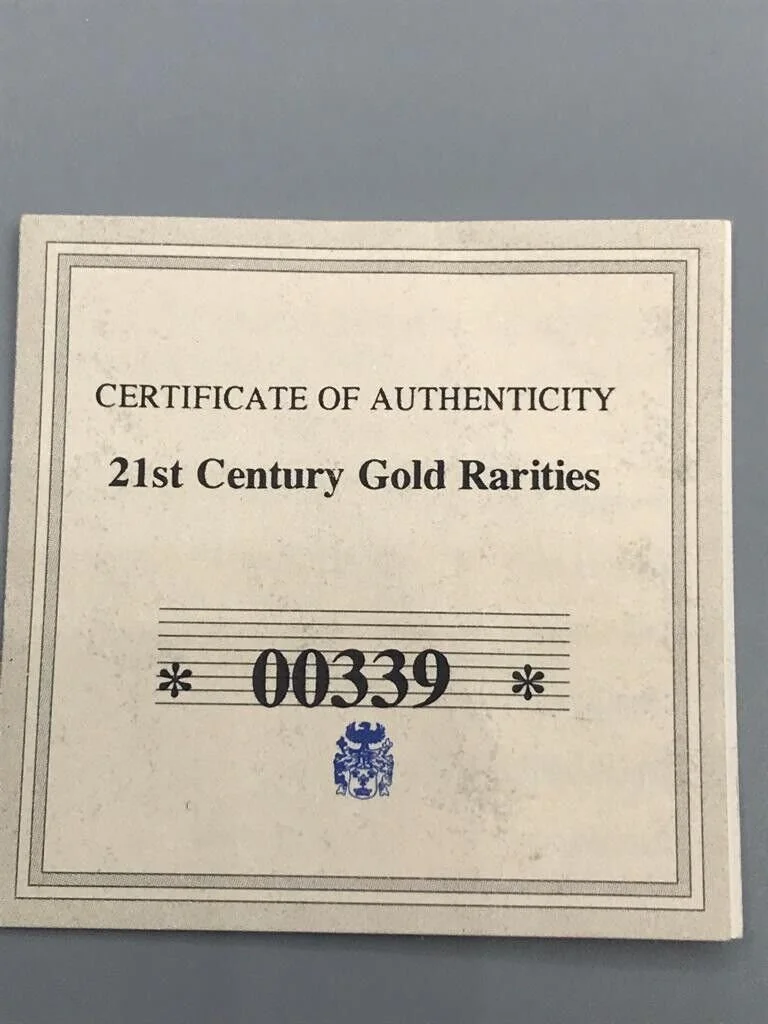 CERTIFICATE OF AUTHENTICITY
21st Century Gold Rarities
* 00339 *